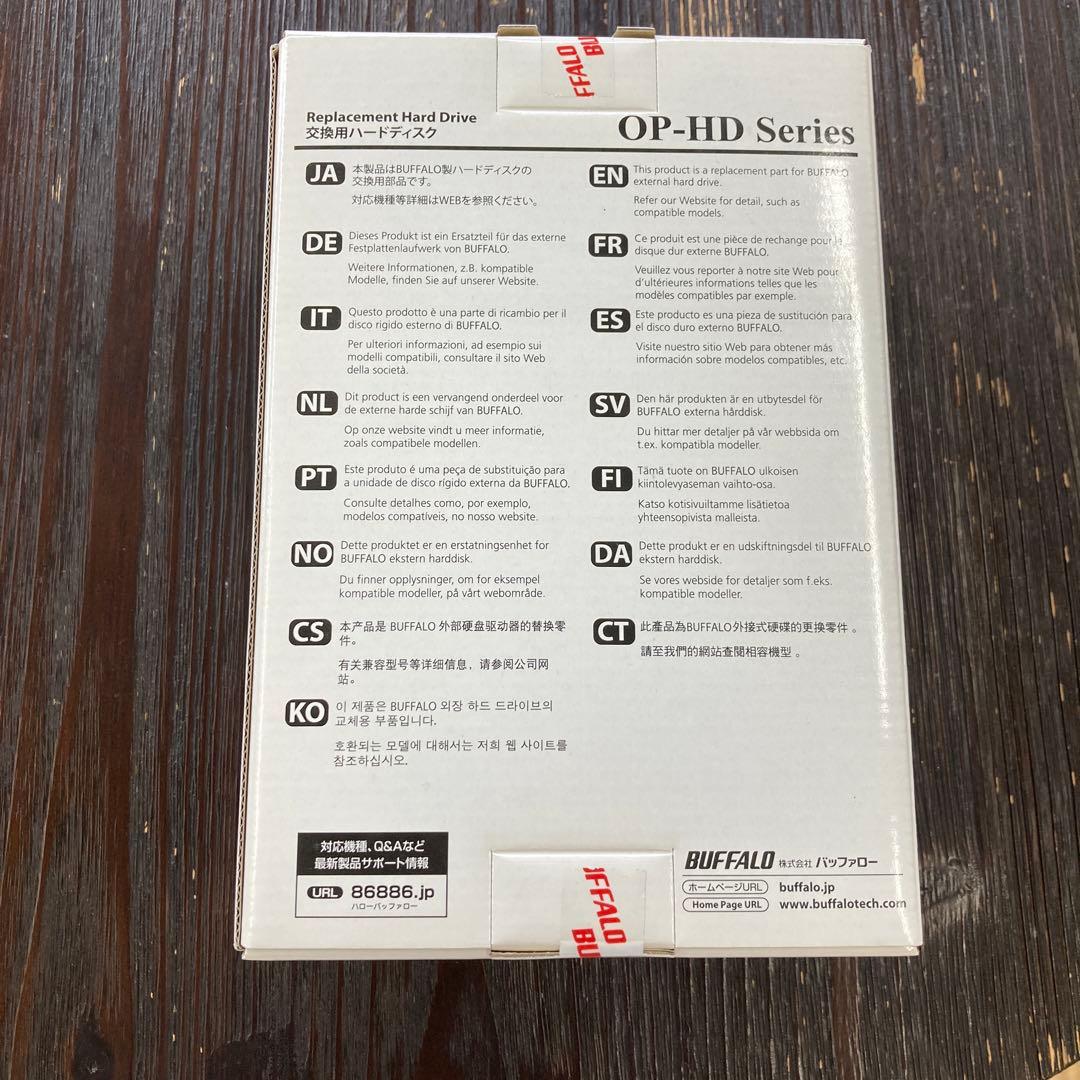 FFALO
BU
Replacement Hard Drive
交換用ハードディスク
OP-HD Series
JA
本製品はBUFFALO製ハードディスクの
交換用部品です。
対応機種等詳細はWEBを参照ください。
EN
This product is a replacement part for BUFFALO
external hard drive.
Refer our Website for detail, such as
compatible models.
DE
Dieses Produkt ist ein Ersatzteil für das externe
Festplattenlaufwerk von BUFFALO.
Weitere Informationen, z.B. kompatible
Modelle, finden Sie auf unserer Website.
FR
Ce produit est une pièce de rechange pour la
disque dur externe BUFFALO.
Veuillez vous reporter à notre site Web pour
d'ultérieures informations telles que les
modèles compatibles par exemple.
IT
Questo prodotto è una parte di ricambio per il
disco rigido esterno di BUFFALO.
Per ulteriori informazioni, ad esempio sui
modelli compatibili, consultare il sito Web
della società.
ES
Este producto es una pieza de sustitución para
el disco duro externo BUFFALO.
Visite nuestro sitio Web para obtener más
información sobre modelos compatibles, etc.
NL
Dit product is een vervangend onderdeel voor
de externe harde schijf van BUFFALO.
Op onze website vindt u meer informatie,
zoals compatibele modellen.
SV
Den här produkten är en utbytesdel för
BUFFALO externa hårddisk.
Du hittar mer detaljer på vår webbsida om
t.ex. kompatibla modeller.
PT
Este produto é uma peça de substituição para
a unidade de disco rígido externa da BUFFALO.
Consulte detalhes como, por exemplo,
modelos compatíveis, no nosso website.
FI
Tämä tuote on BUFFALO ulkoisen
kiintolevyaseman vaihto-osa.
Katso kotisivuiltamme lisätietoa
yhteensopivista malleista.
NO
Dette produktet er en erstatningsenhet for
BUFFALO ekstern harddisk.
Du finner opplysninger, om for eksempel
kompatible modeller, på vårt webområde.
DA
Dette produkt er en udskiftningsdel til BUFFALO
ekstern harddisk.
Se vores webside for detaljer som f.eks.
kompatible modeller.
CS
本产品是 BUFFALO 外部硬盘驱动器的替换零
件。
有关兼容型号等详细信息，请参阅公司网
站。
CT
此產品為BUFFALO外接式硬碟的更換零件 。
請至我們的網站查閱相容機型 。
KO
이 제품은 BUFFALO 외장 하드 드라이브의
교체용 부품입니다.
호환되는 모델에 대해서는 저희 웹 사이트를
참조하십시오.
対応機種、Q&Aなど
最新製品サポート情報
URL 86886.jp
ハローバッファロー
UFFALO
BU
BUFFALO 株式会社 バッファロー
ホームページURL buffalo.jp
Home Page URL www.buffalotech.com